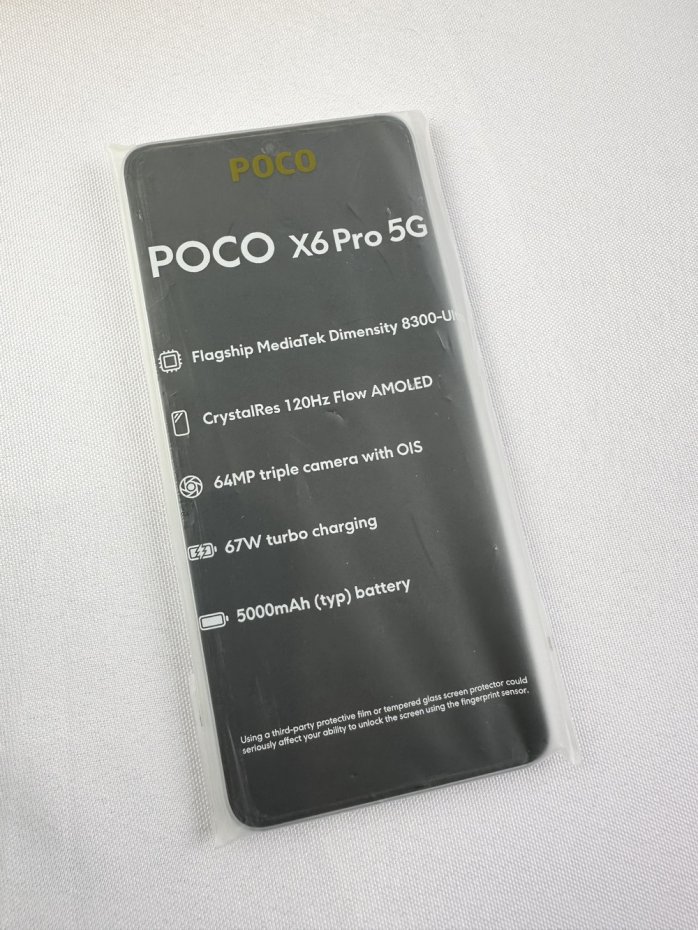 POCO
POCO X6 Pro 5G
Flagship MediaTek Dimensity
CrystalRes 120Hz Flow AMOLED
64MP triple camera with OIS
67W turbo charging
5000mAh (typ) battery
Using a third-party protective film or tempered glass screen protector could
seriously affect your ability to unlock the screen using the fingerprint sensor.